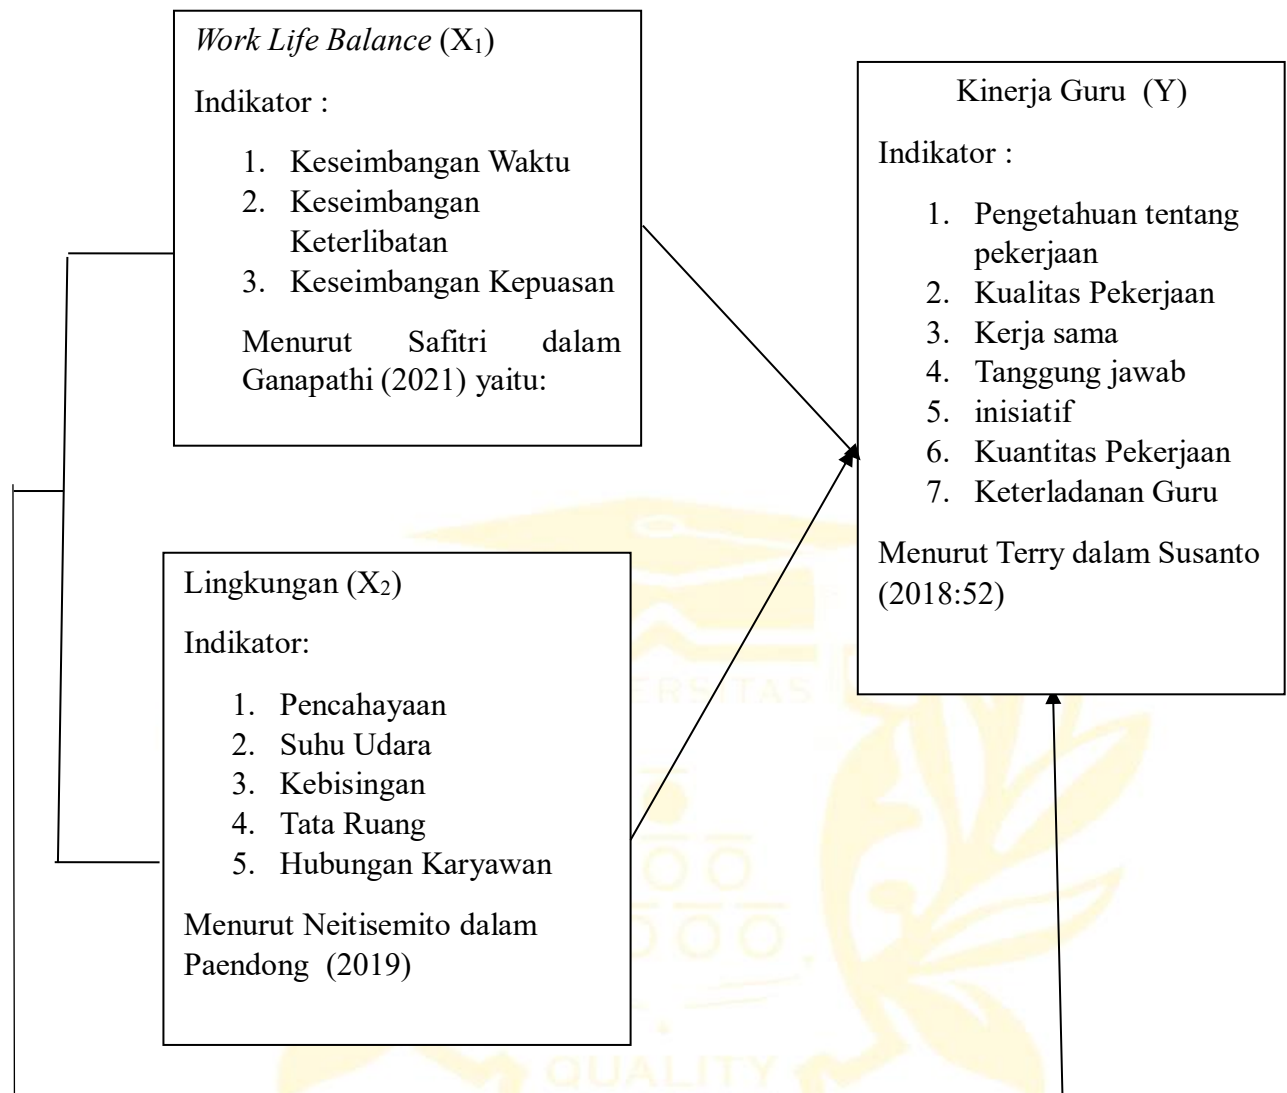 Work Life Balance (X₁)
Indikator :
1. Keseimbangan Waktu
2. Keseimbangan
Keterlibatan
3. Keseimbangan Kepuasan
Menurut Safitri dalam
Ganapathi (2021) yaitu:
Lingkungan (X₂)
Indikator:
1. Pencahayaan
2. Suhu Udara
3. Kebisingan
4. Tata Ruang
5. Hubungan Karyawan
Menurut Neitisemito dalam
Paendong (2019)
Kinerja Guru (Y)
Indikator :
1. Pengetahuan tentang
pekerjaan
2. Kualitas Pekerjaan
3. Kerja sama
4. Tanggung jawab
5. inisiatif
6. Kuantitas Pekerjaan
7. Keterladanan Guru
Menurut Terry dalam Susanto
(2018:52)
ERSITAS
QUALITY